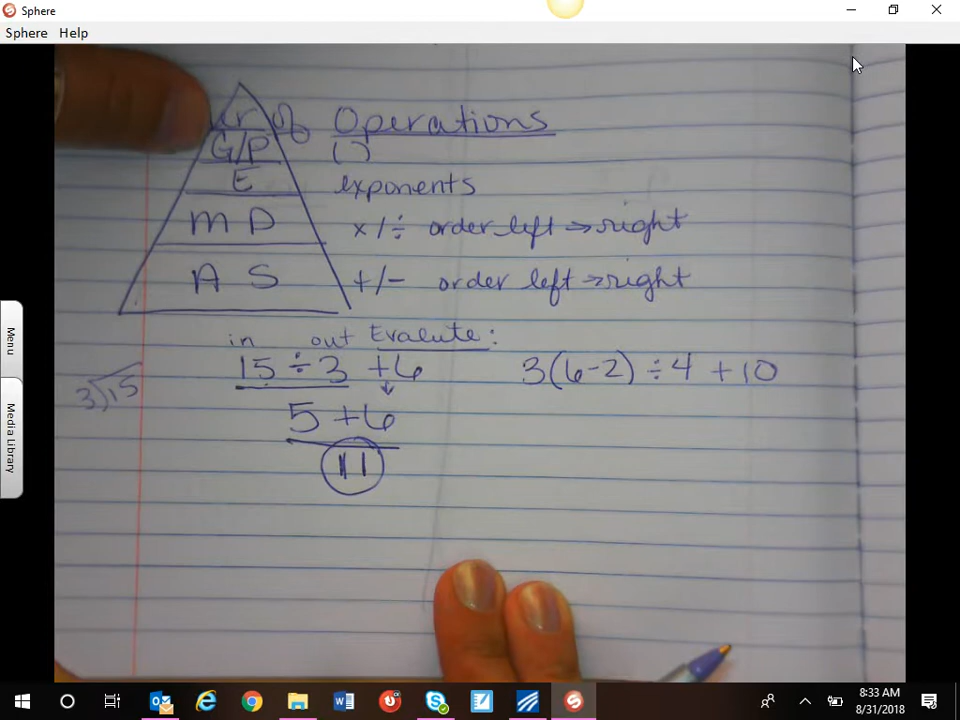 Sphere
Sphere Help
of Operations
G/P ( )
E exponents
M D ×/÷ order left → right
A S +/- order left → right
in out Evalute:
15 ÷ 3 + 6
3(6-2) ÷ 4 + 10
3)15
5 + 6
11
Menu
Media Library
8:33 AM
8/31/2018